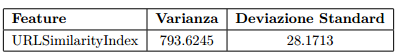 Feature Varianza Deviazione Standard
URLSimilarityIndex 793.6245 28.1713